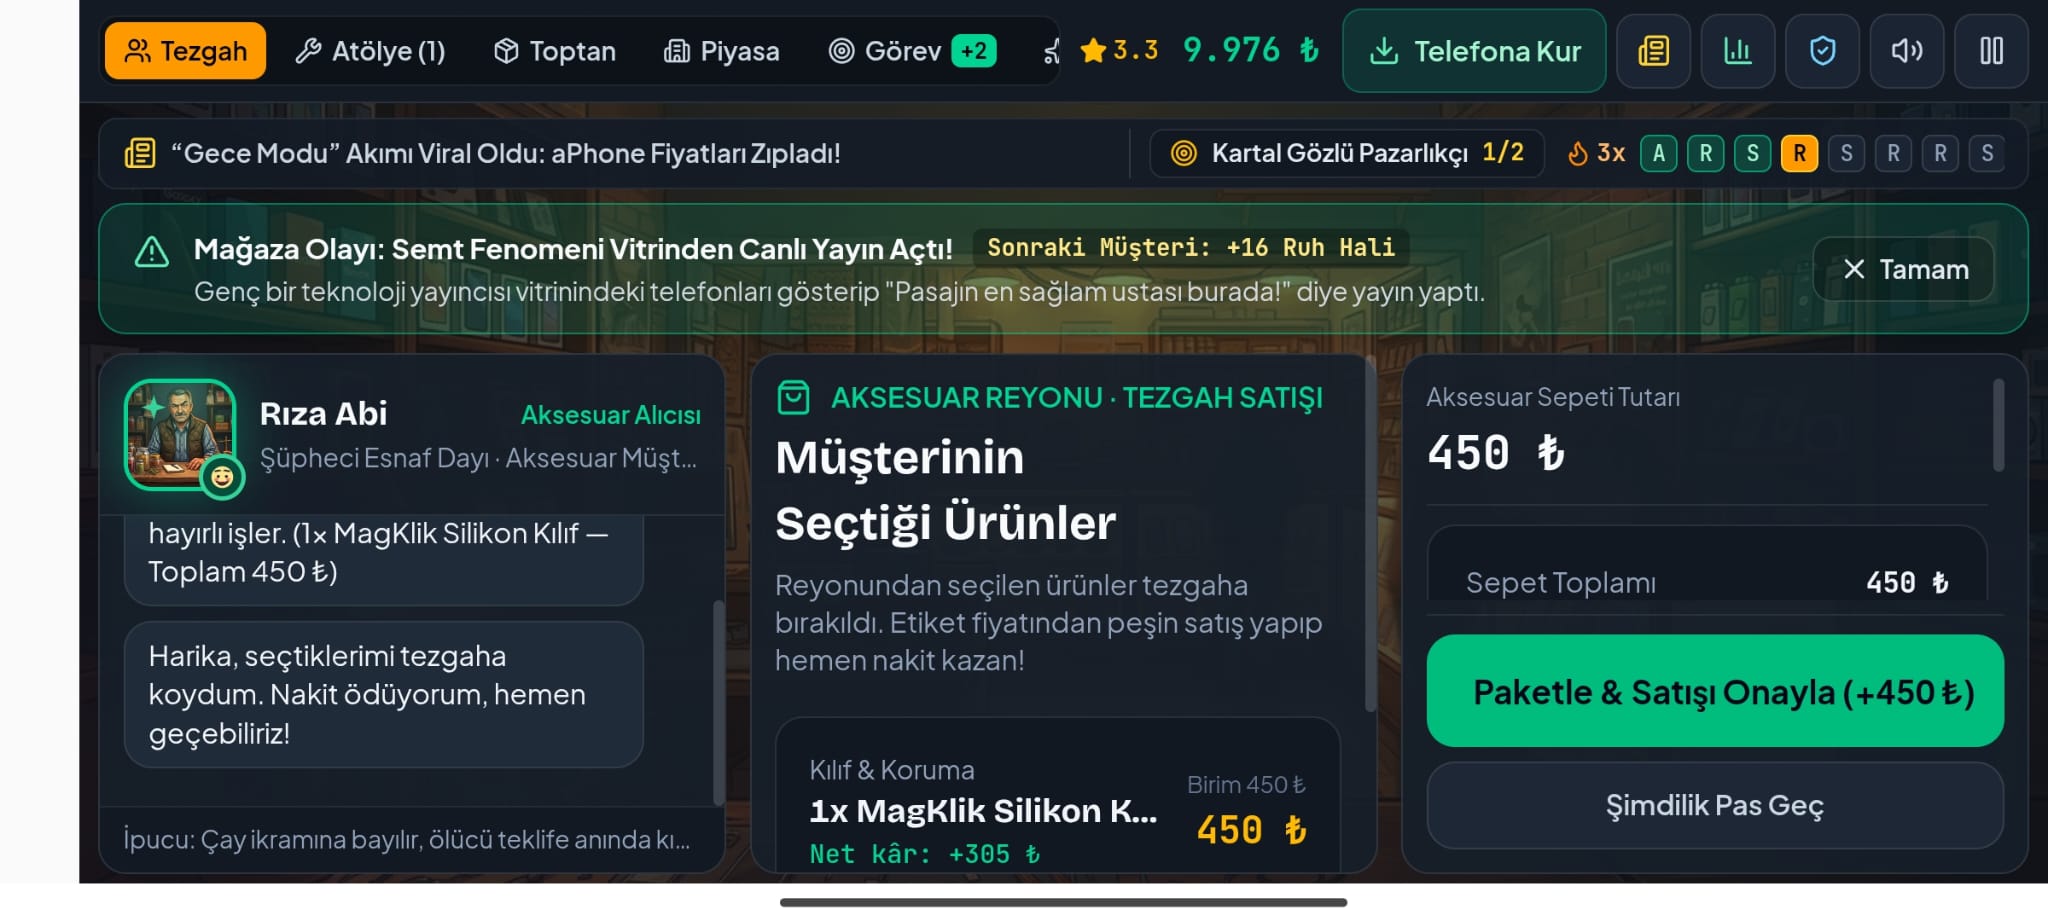 Tezgah
Atölye (1)
Toptan
Piyasa
Görev +2
3.3
9.976 ₺
Telefona Kur
“Gece Modu” Akımı Viral Oldu: aPhone Fiyatları Zıpladı!
Kartal Gözlü Pazarlıkçı 1/2
3x A R S R S R R S
Mağaza Olayı: Semt Fenomeni Vitrinden Canlı Yayın Açtı! Sonraki Müşteri: +16 Ruh Hali
Genç bir teknoloji yayıncısı vitrinindeki telefonları gösterip "Pasajın en sağlam ustası burada!" diye yayın yaptı.
Tamam
Rıza Abi
Aksesuar Alıcısı
Şüpheci Esnaf Dayı · Aksesuar Müşt...
hayırlı işler. (1x MagKlik Silikon Kılıf —
Toplam 450 ₺)
Harika, seçtiklerimi tezgaha
koydum. Nakit ödüyorum, hemen
geçebiliriz!
İpucu: Çay ikramına bayılır, ölücü teklife anında kı...
AKSESUAR REYONU · TEZGAH SATIŞI
Müşterinin
Seçtiği Ürünler
Reyonundan seçilen ürünler tezgaha
bırakıldı. Etiket fiyatından peşin satış yapıp
hemen nakit kazan!
Kılıf & Koruma
1x MagKlik Silikon K...
Net kâr: +305 ₺
Birim 450 ₺
450 ₺
Aksesuar Sepeti Tutarı
450 ₺
Sepet Toplamı 450 ₺
Paketle & Satışı Onayla (+450 ₺)
Şimdilik Pas Geç